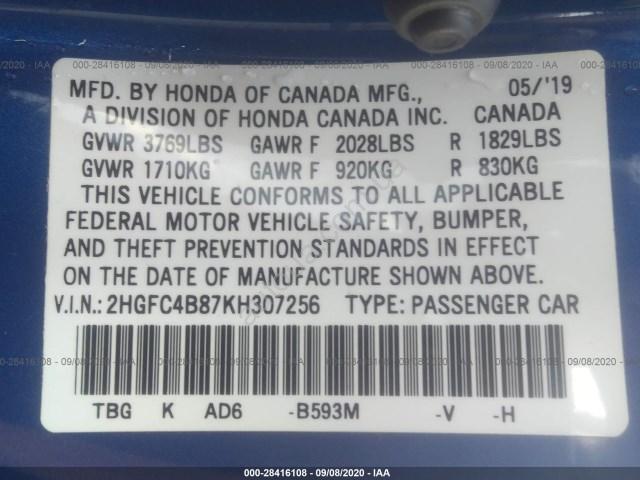 MFD. BY HONDA OF CANADA MFG., 05/'19
A DIVISION OF HONDA CANADA INC. CANADA
GVWR 3769LBS GAWR F 2028LBS R 1829LBS
GVWR 1710KG GAWR F 920KG R 830KG
THIS VEHICLE CONFORMS TO ALL APPLICABLE
FEDERAL MOTOR VEHICLE SAFETY, BUMPER,
AND THEFT PREVENTION STANDARDS IN EFFECT
ON THE DATE OF MANUFACTURE SHOWN ABOVE.
V.I.N.: 2HGFC4B87KH307256 TYPE: PASSENGER CAR
TBG K AD6 -B593M -V -H
000-28416108 - 09/08/2020 - IAA